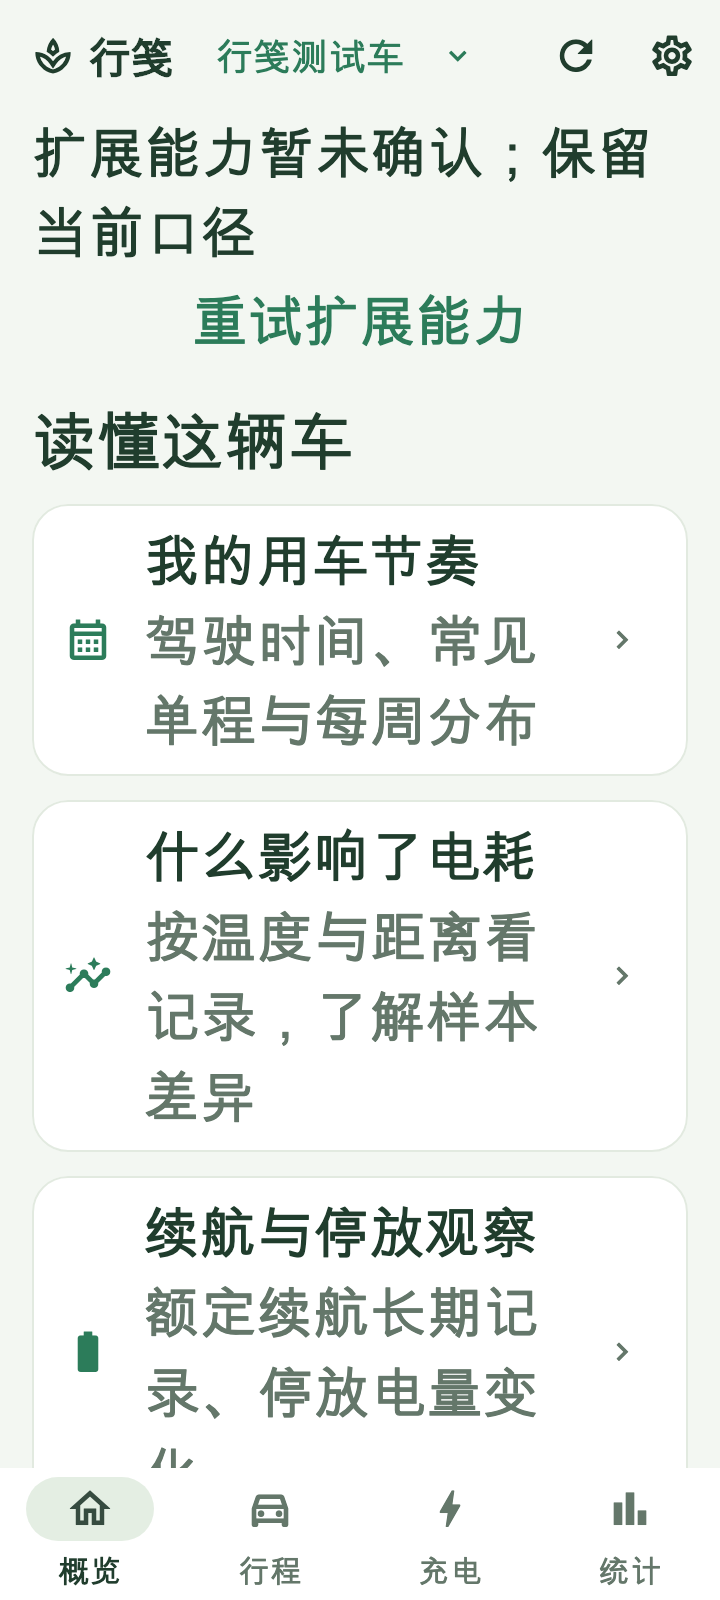 行笺 行笺测试车
扩展能力暂未确认；保留
当前口径
重试扩展能力
读懂这辆车
我的用车节奏
驾驶时间、常见
单程与每周分布
什么影响了电耗
按温度与距离看
记录，了解样本
差异
续航与停放观察
额定续航长期记
录、停放电量变
概览 行程 充电 统计